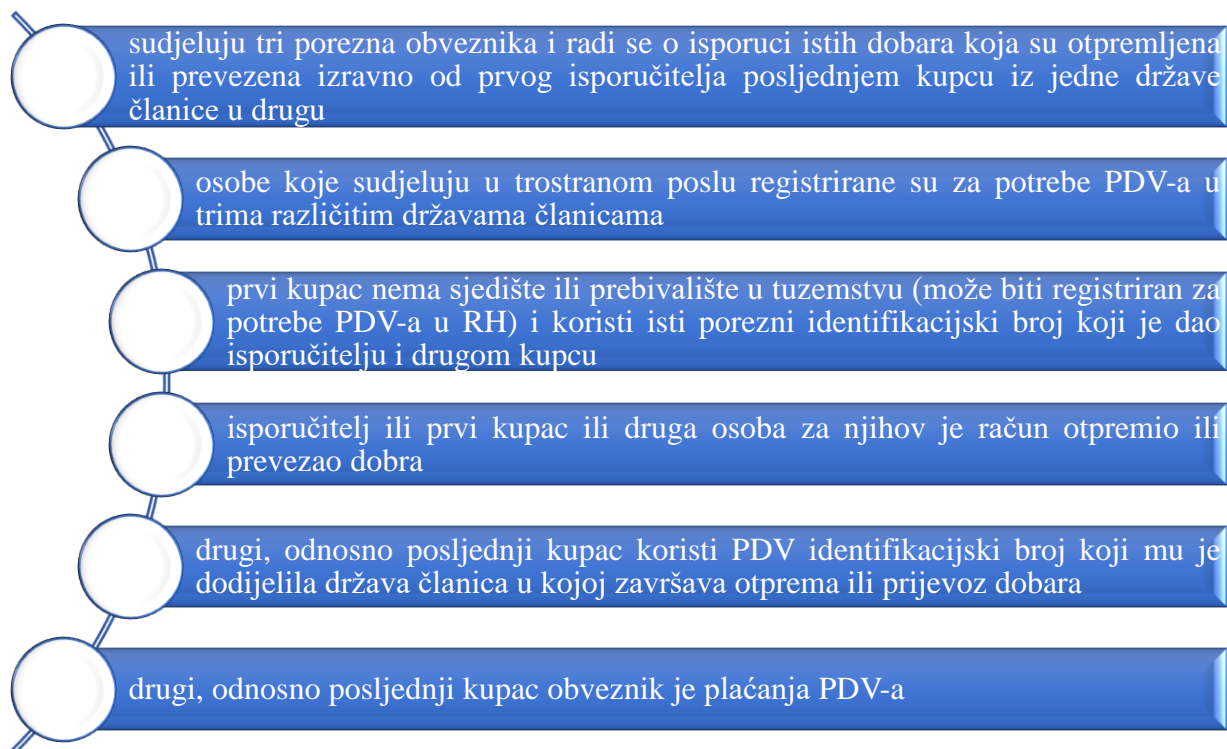 sudjeluju tri porezna obveznika i radi se o isporuci istih dobara koja su otpremljena
ili prevezena izravno od prvog isporučitelja posljednjem kupcu iz jedne države
članice u drugu
osobe koje sudjeluju u trostranom poslu registrirane su za potrebe PDV-a u
trima različitim državama članicama
prvi kupac nema sjedište ili prebivalište u tuzemstvu (može biti registriran za
potrebe PDV-a u RH) i koristi isti porezni identifikacijski broj koji je dao
isporučitelju i drugom kupcu
isporučitelj ili prvi kupac ili druga osoba za njihov je račun otpremio ili
prevezao dobra
drugi, odnosno posljednji kupac koristi PDV identifikacijski broj koji mu je
dodijelila država članica u kojoj završava otprema ili prijevoz dobara
drugi, odnosno posljednji kupac obveznik je plaćanja PDV-a